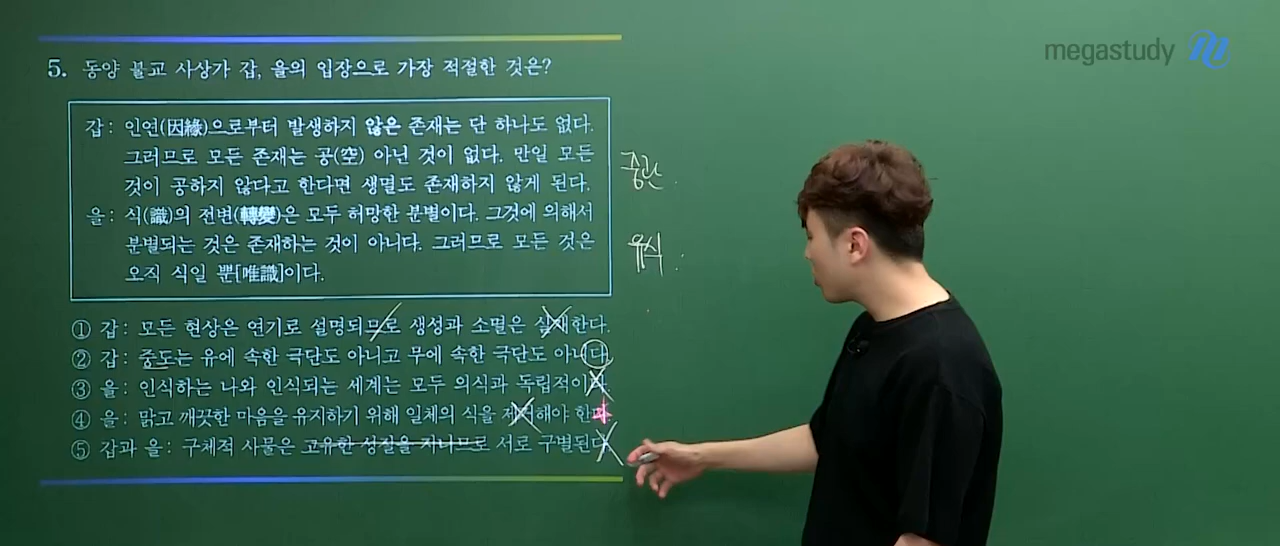 megastudy
5. 동양 불교 사상가 갑, 을의 입장으로 가장 적절한 것은?
갑 : 인연(因緣)으로부터 발생하지 않은 존재는 단 하나도 없다.
그러므로 모든 존재는 공(空) 아닌 것이 없다. 만일 모든
것이 공하지 않다고 한다면 생멸도 존재하지 않게 된다.
중관
을 : 식(識)의 전변(轉變)은 모두 허망한 분별이다. 그것에 의해서
분별되는 것은 존재하는 것이 아니다. 그러므로 모든 것은
유식 :
오직 식일 뿐[唯識]이다.
① 갑 : 모든 현상은 연기로 설명되므로 생성과 소멸은 실재한다.
② 갑 : 중도는 유에 속한 극단도 아니고 무에 속한 극단도 아니다.
③ 을 : 인식하는 나와 인식되는 세계는 모두 의식과 독립적이다.
④ 을 : 맑고 깨끗한 마음을 유지하기 위해 일체의 식을 제거해야 한다.
⑤ 갑과 을 : 구체적 사물은 고유한 성질을 지니므로 서로 구별된다.